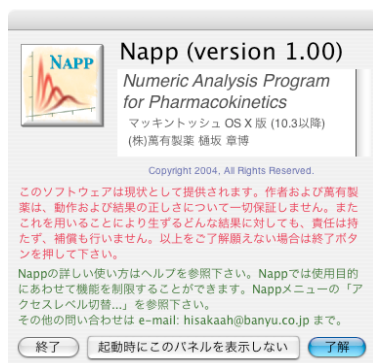 NAPP
Napp (version 1.00)
Numeric Analysis Program
for Pharmacokinetics
マッキントッシュ OS X 版 (10.3以降)
(株)萬有製薬 樋坂 章博
Copyright 2004, All Rights Reserved.
このソフトウェアは現状として提供されます。作者および萬有製
薬は、動作および結果の正しさについて一切保証しません。また
これを用いることにより生ずるどんな結果に対しても、責任は持
たず、補償も行いません。以上をご了解願えない場合は終了ボタ
ンを押して下さい。
Nappの詳しい使い方はヘルプを参照下さい。Nappでは使用目的
にあわせて機能を制限することができます。Nappメニューの「ア
クセスレベル切替...」を参照下さい。
その他の問い合わせは e-mail: hisakaah@banyu.co.jp まで。
終了 起動時にこのパネルを表示しない 了解